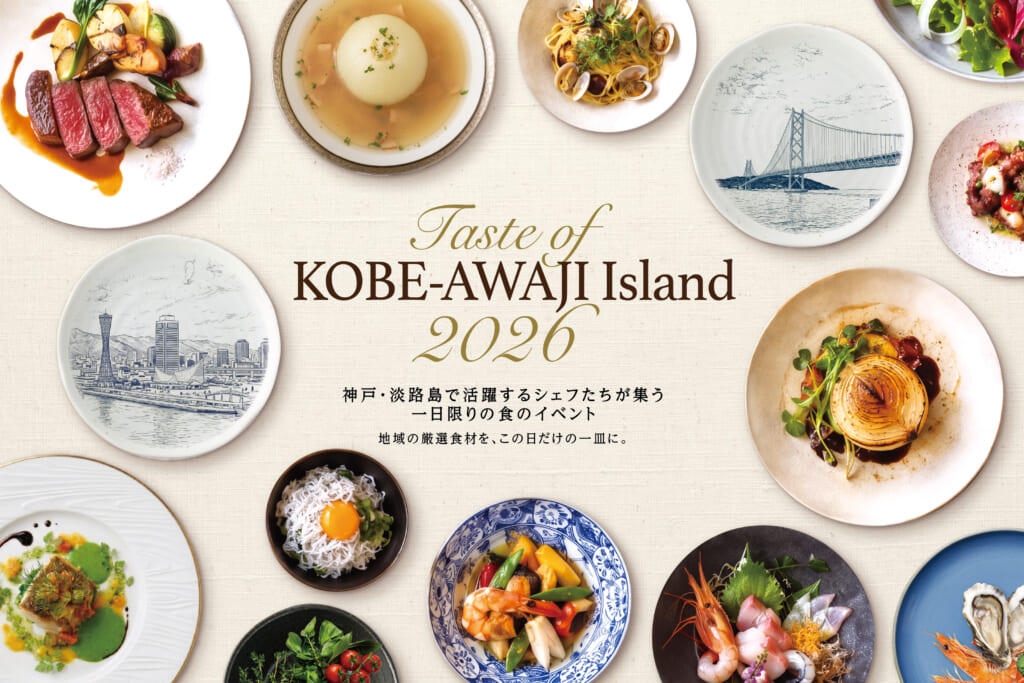 Taste of
KOBE-AWAJI Island
2026
神戸・淡路島で活躍するシェフたちが集う
一日限りの食のイベント
地域の厳選食材を、この日だけの一皿に。